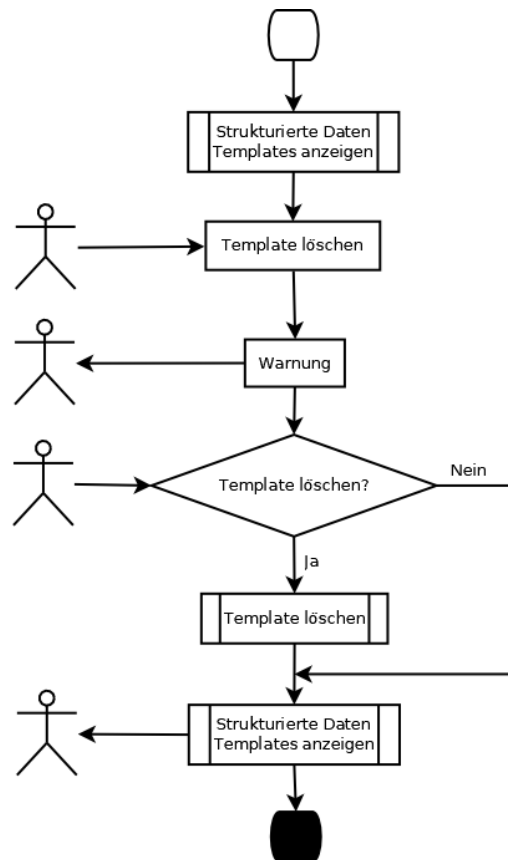 Strukturierte Daten
Templates anzeigen
Template löschen
Warnung
Template löschen?
Nein
Ja
Template löschen
Strukturierte Daten
Templates anzeigen